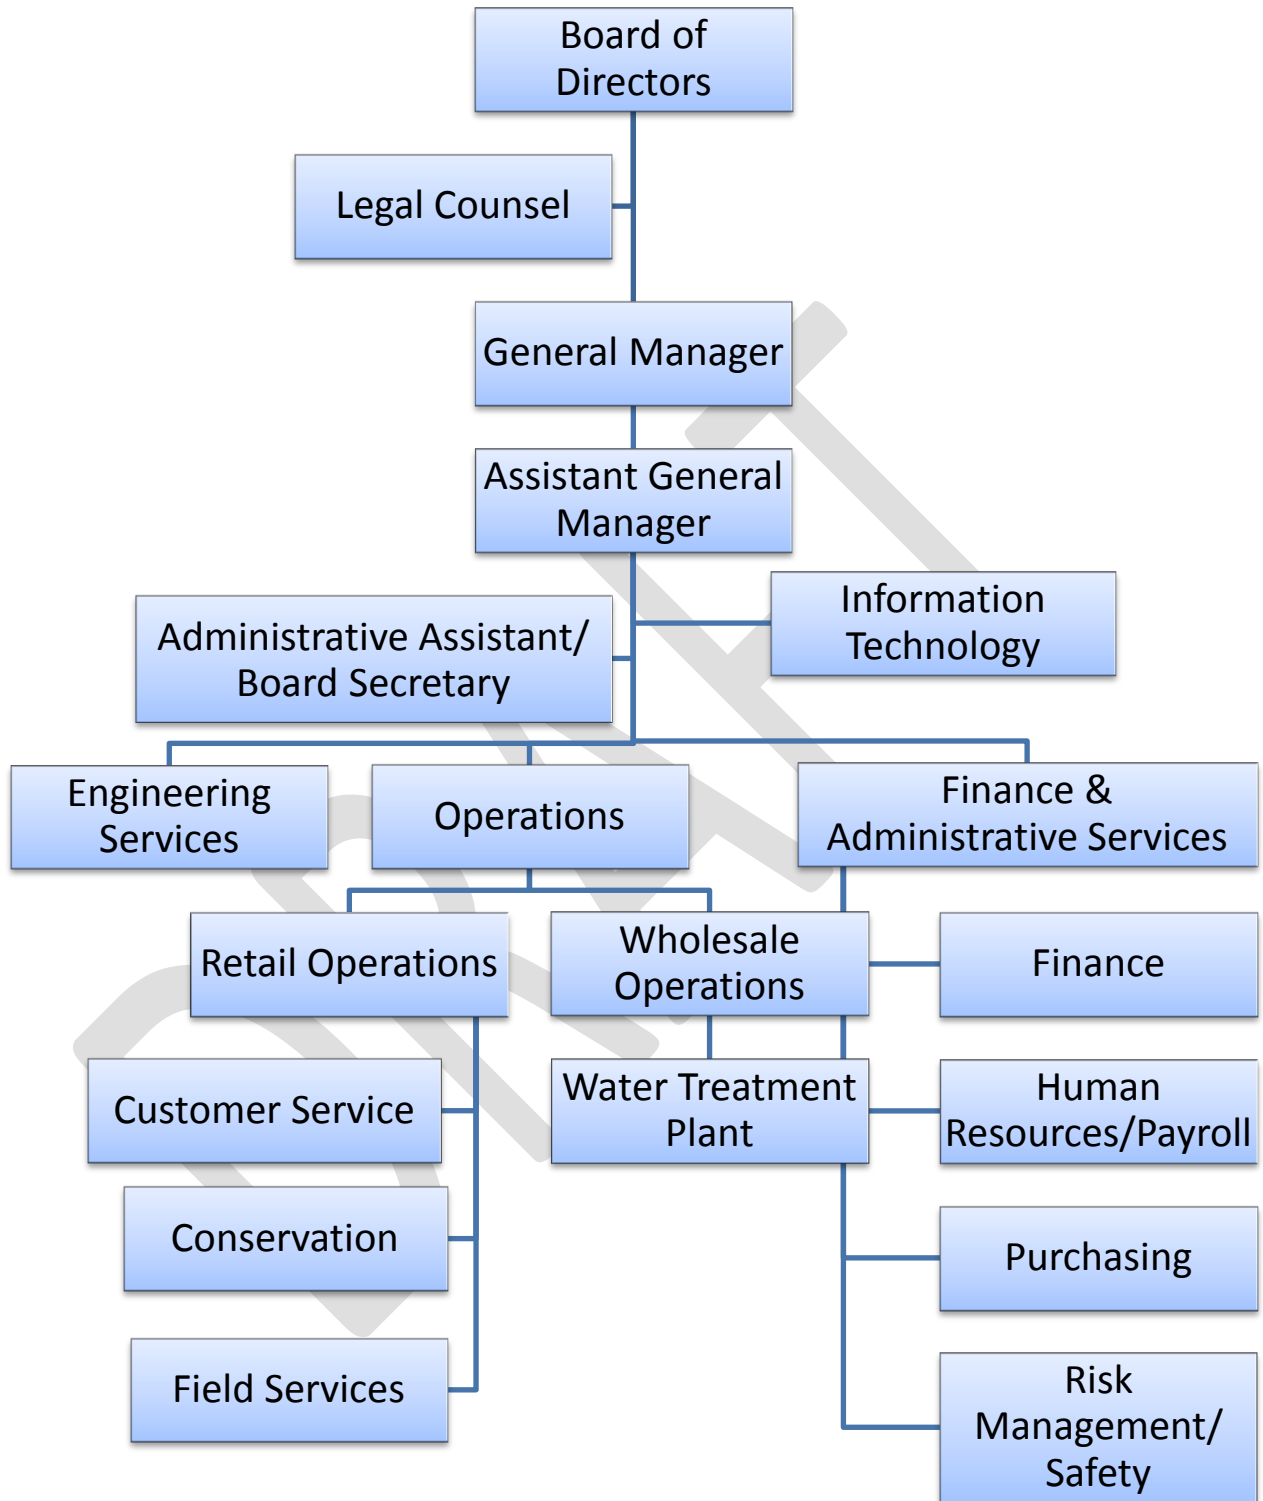 Board of
Directors
Legal Counsel
General Manager
Assistant General
Manager
Information
Technology
Administrative Assistant/
Board Secretary
Engineering
Services
Operations
Finance &
Administrative Services
Retail Operations
Wholesale
Operations
Finance
Customer Service
Water Treatment
Plant
Human
Resources/Payroll
Conservation
Purchasing
Field Services
Risk
Management/
Safety
DRAFT